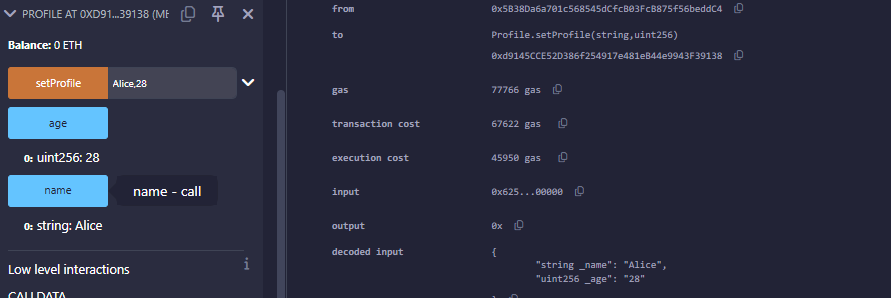 PROFILE AT 0XD91...39138 (ME
Balance: 0 ETH
setProfile Alice,28
age
0: uint256: 28
name name - call
0: string: Alice
Low level interactions i
CALLDATA
from 0x5B38Da6a701c568545dCfcB03FcB875f56beddC4
to Profile.setProfile(string,uint256)
0xd9145CCE52D386f254917e481eB44e9943F39138
gas 77766 gas
transaction cost 67622 gas
execution cost 45950 gas
input 0x625...00000
output 0x
decoded input {
"string _name": "Alice",
"uint256 _age": "28"
}